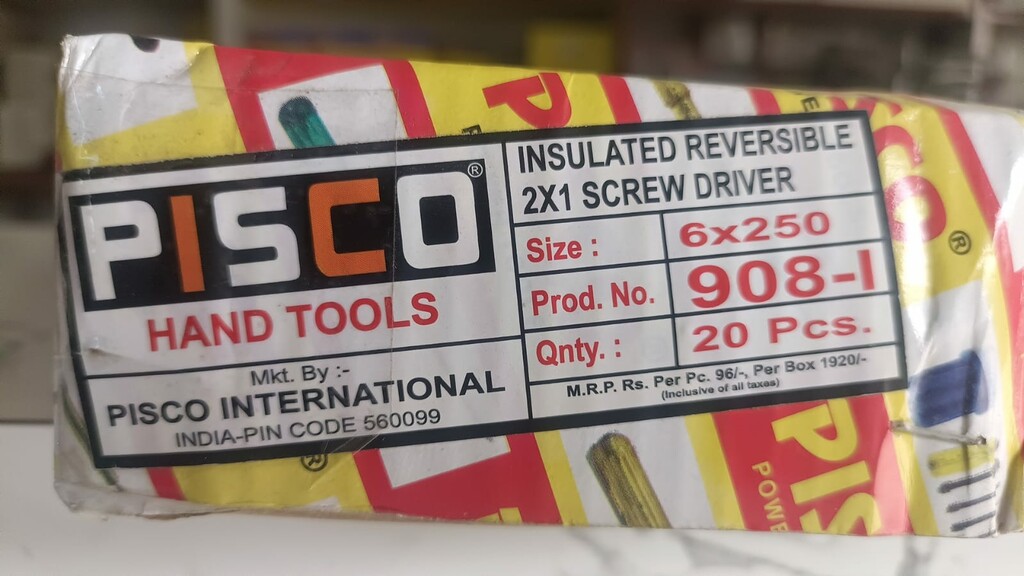 PISCO®
HAND TOOLS
Mkt. By :-
PISCO INTERNATIONAL
INDIA-PIN CODE 560099
INSULATED REVERSIBLE
2X1 SCREW DRIVER
Size : 6x250
Prod. No. 908-I
Qnty. : 20 Pcs.
M.R.P. Rs. Per Pc. 96/-, Per Box 1920/-
(Inclusive of all taxes)